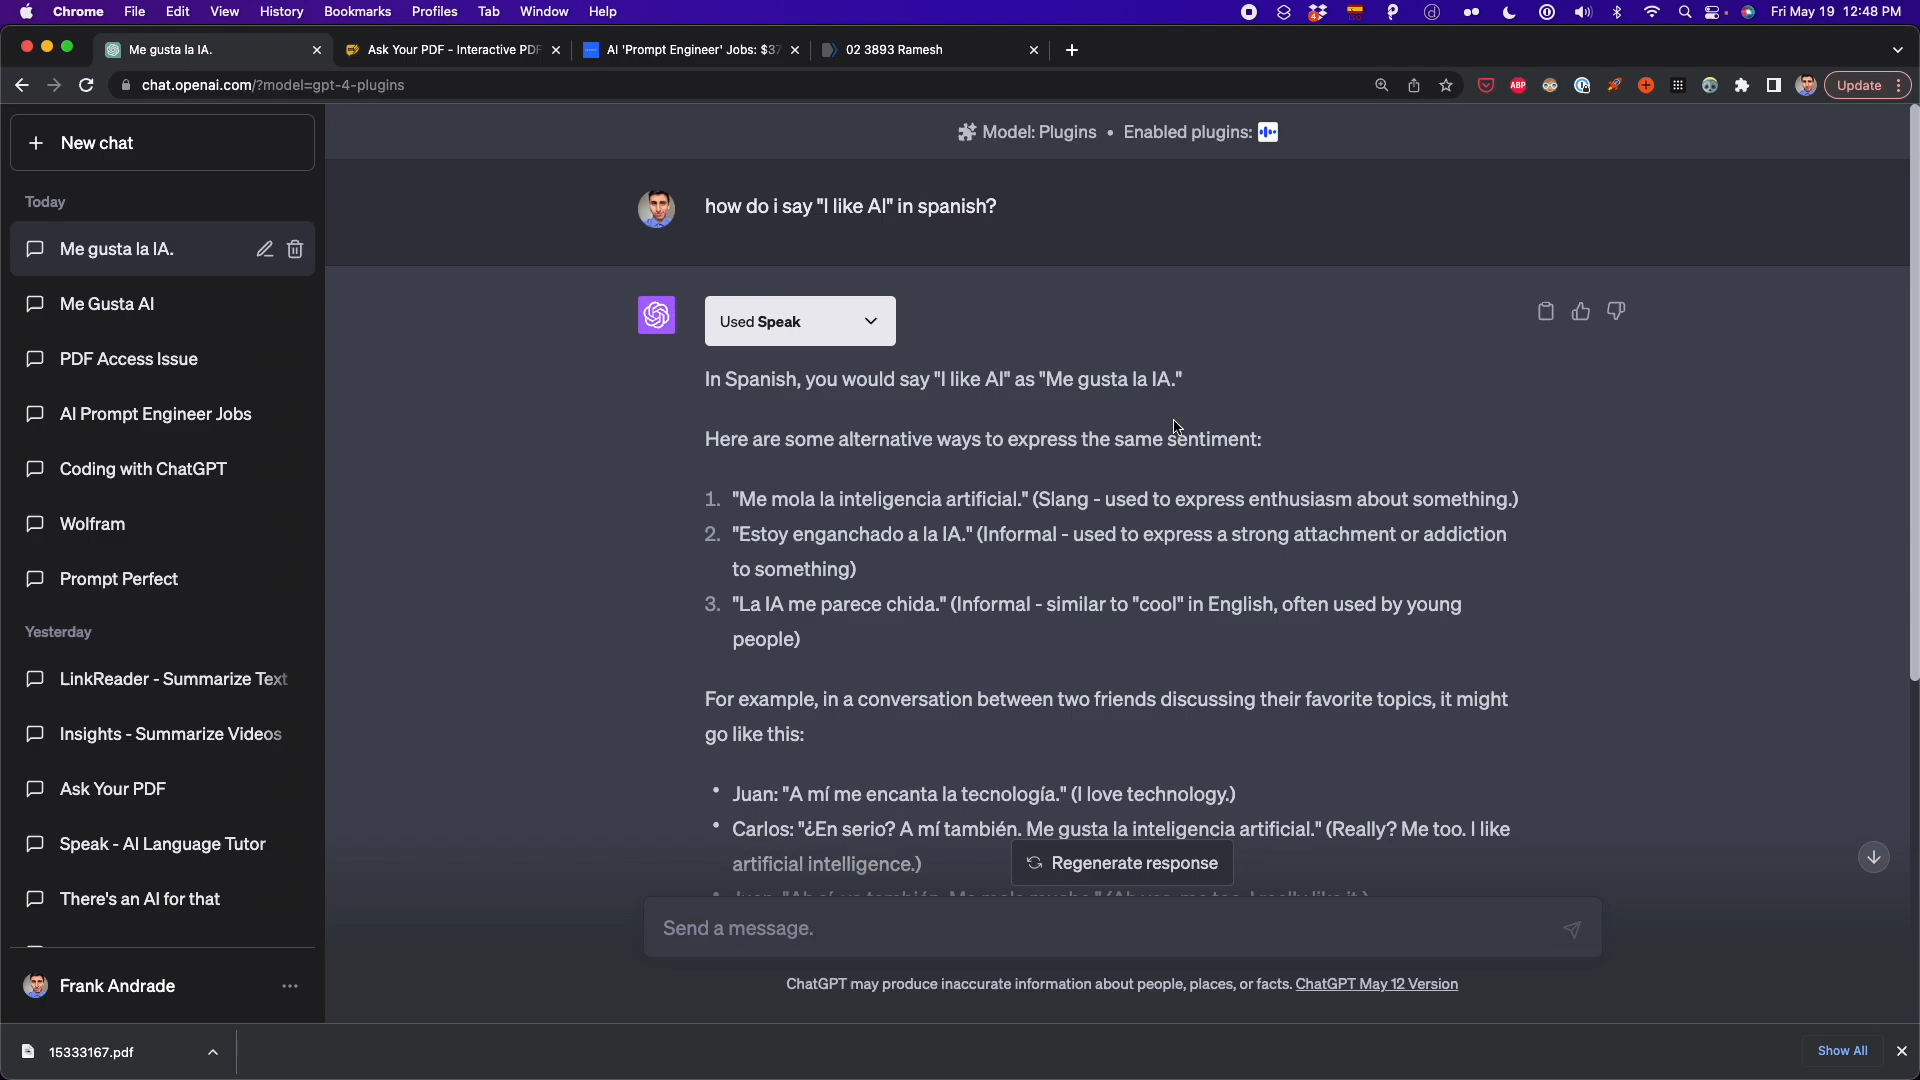 Chrome File Edit View History Bookmarks Profiles Tab Window Help Fri May 19 12:48 PM
Me gusta la IA. Ask Your PDF - Interactive PDF AI 'Prompt Engineer' Jobs: $37 02 3893 Ramesh
chat.openai.com/?model=gpt-4-plugins ABP Update
New chat
Today
Me gusta la IA.
Me Gusta AI
PDF Access Issue
AI Prompt Engineer Jobs
Coding with ChatGPT
Wolfram
Prompt Perfect
Yesterday
LinkReader - Summarize Text
Insights - Summarize Videos
Ask Your PDF
Speak - AI Language Tutor
There's an AI for that
Frank Andrade
Model: Plugins • Enabled plugins:
how do i say "I like AI" in spanish?
Used Speak
In Spanish, you would say "I like AI" as "Me gusta la IA."
Here are some alternative ways to express the same sentiment:
1. "Me mola la inteligencia artificial." (Slang - used to express enthusiasm about something.)
2. "Estoy enganchado a la IA." (Informal - used to express a strong attachment or addiction
to something)
3. "La IA me parece chida." (Informal - similar to "cool" in English, often used by young
people)
For example, in a conversation between two friends discussing their favorite topics, it might
go like this:
• Juan: "A mí me encanta la tecnología." (I love technology.)
• Carlos: "¿En serio? A mí también. Me gusta la inteligencia artificial." (Really? Me too. I like
artificial intelligence.)
Regenerate response
Send a message.
ChatGPT may produce inaccurate information about people, places, or facts. ChatGPT May 12 Version
15333167.pdf Show All